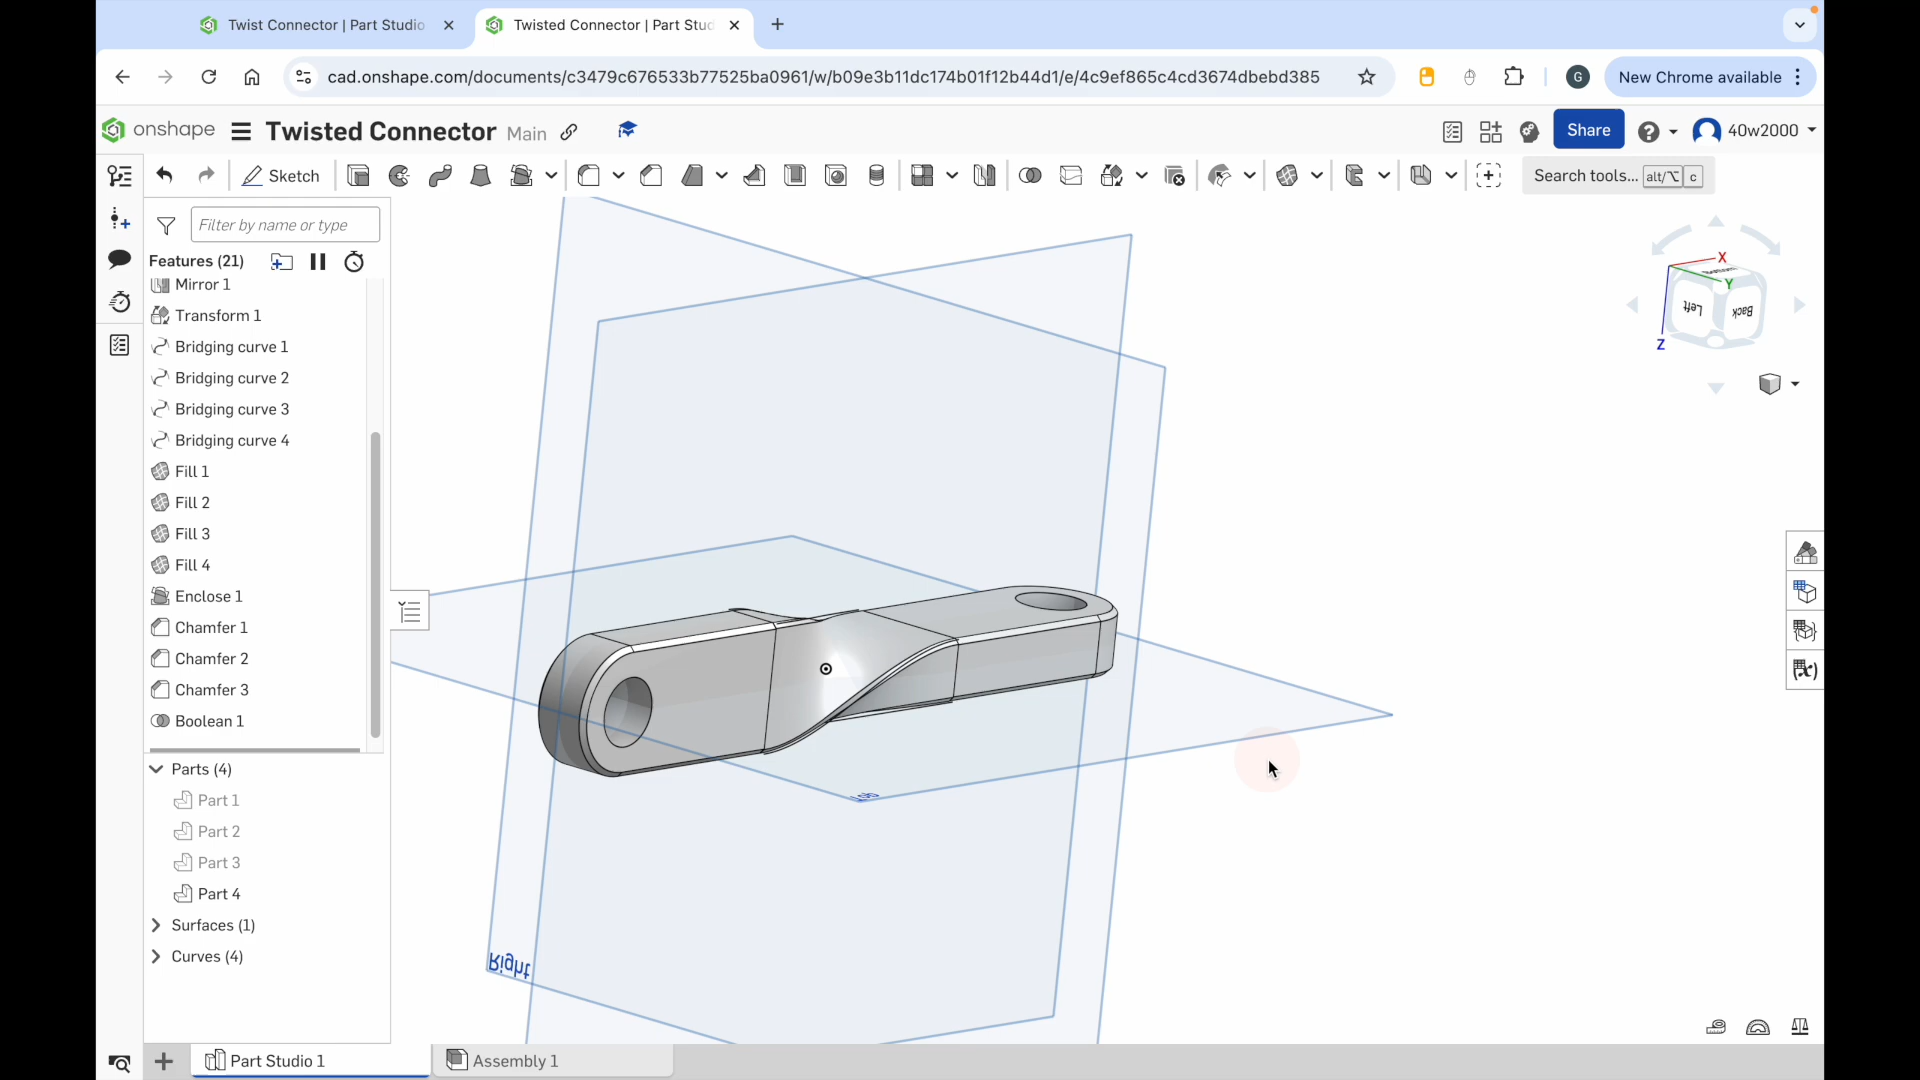 Twist Connector | Part Studio
Twisted Connector | Part Stuc
cad.onshape.com/documents/c3479c676533b77525ba0961/w/b09e3b11dc174b01f12b44d1/e/4c9ef865c4cd3674dbebd385
G
New Chrome available
onshape
Twisted Connector
Main
Share
40w2000
Sketch
Search tools... alt/⌥ c
Filter by name or type
Features (21)
Mirror 1
Transform 1
Bridging curve 1
Bridging curve 2
Bridging curve 3
Bridging curve 4
Fill 1
Fill 2
Fill 3
Fill 4
Enclose 1
Chamfer 1
Chamfer 2
Chamfer 3
Boolean 1
Parts (4)
Part 1
Part 2
Part 3
Part 4
Surfaces (1)
Curves (4)
Top
Right
X
Bottom
Y
Left
Back
Z
Part Studio 1
Assembly 1